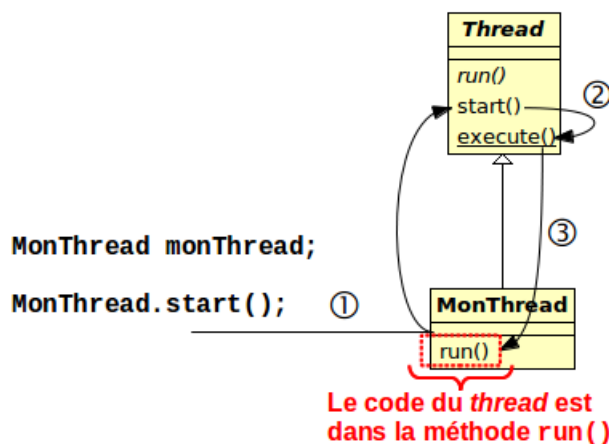 Thread
run()
start()
②
execute()
③
MonThread monThread;
MonThread.start();
①
MonThread
run()
Le code du thread est
dans la méthode run()